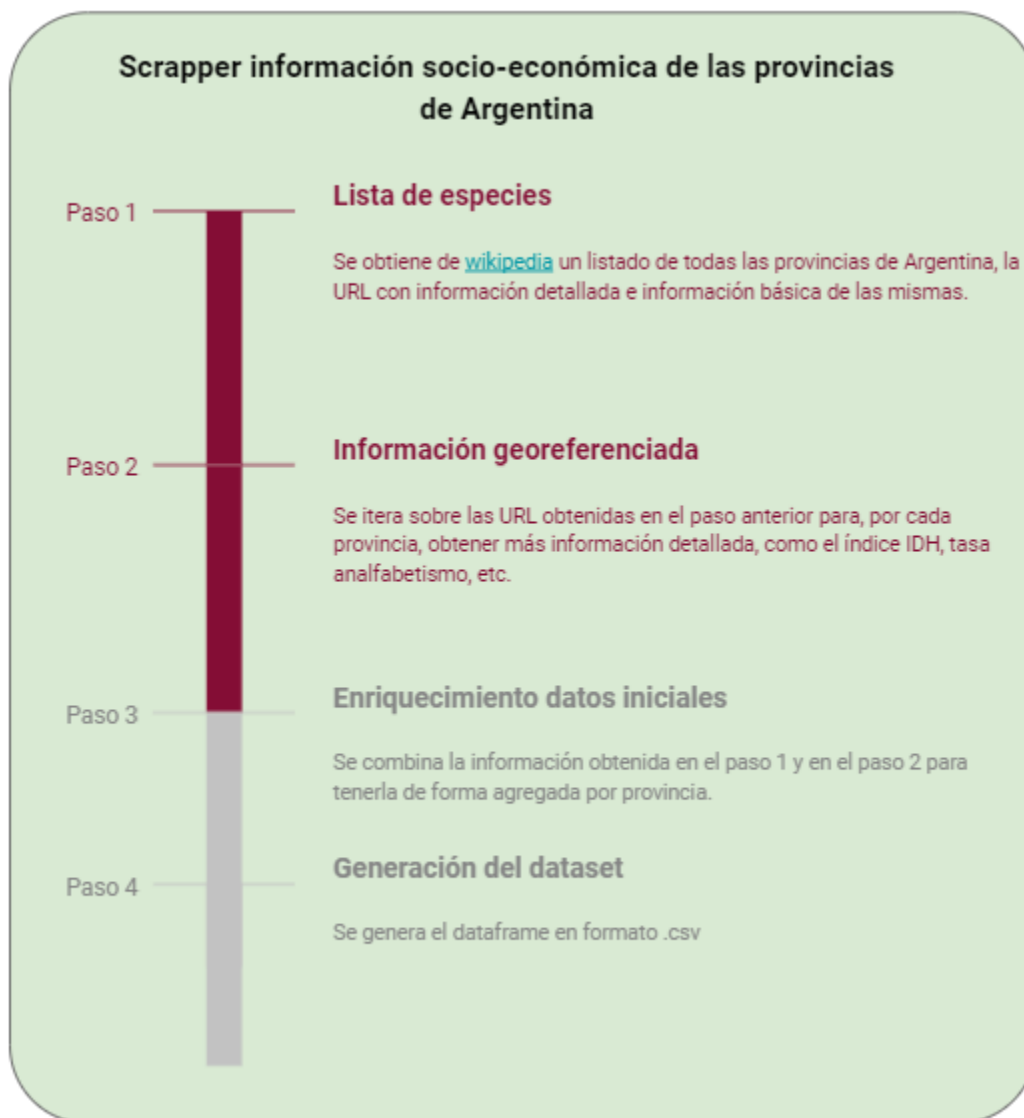 Scrapper información socio-económica de las provincias
de Argentina
Paso 1
Lista de especies
Se obtiene de wikipedia un listado de todas las provincias de Argentina, la
URL con información detallada e información básica de las mismas.
Paso 2
Información georeferenciada
Se itera sobre las URL obtenidas en el paso anterior para, por cada
provincia, obtener más información detallada, como el índice IDH, tasa
analfabetismo, etc.
Paso 3
Enriquecimiento datos iniciales
Se combina la información obtenida en el paso 1 y en el paso 2 para
tenerla de forma agregada por provincia.
Paso 4
Generación del dataset
Se genera el dataframe en formato .csv